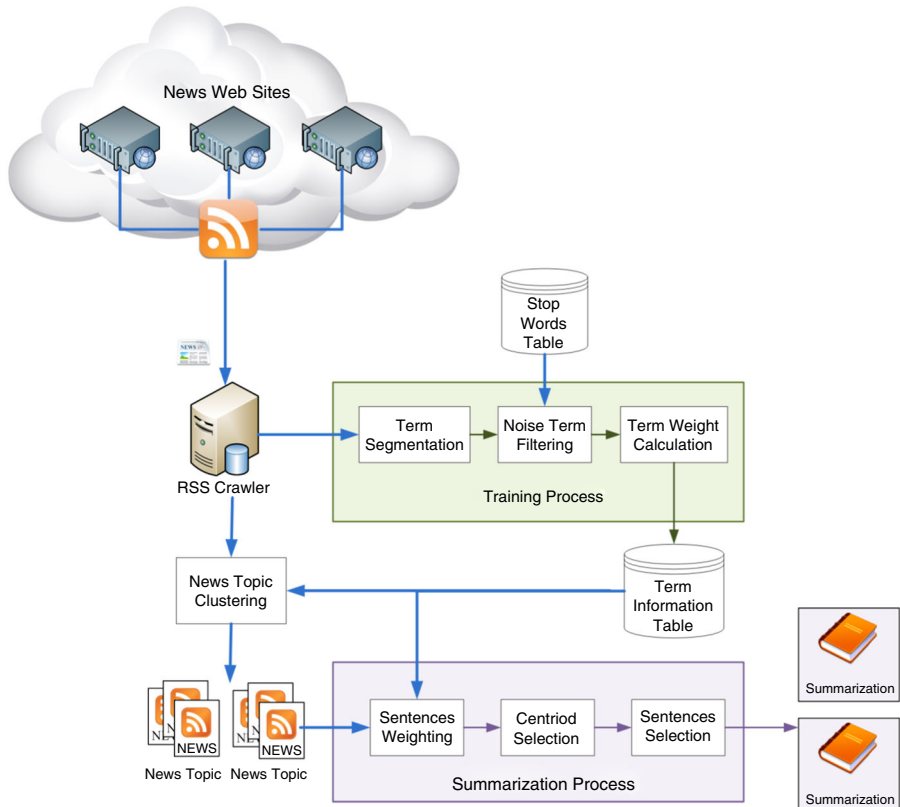 News Web Sites
Stop
Words
Table
NEWS
Term
Segmentation
Noise Term
Filtering
Term Weight
Calculation
RSS Crawler
Training Process
News Topic
Clustering
Term
Information
Table
Summarization
NEWS
NEWS
News Topic
News Topic
Sentences
Weighting
Centriod
Selection
Sentences
Selection
Summarization Process
Summarization